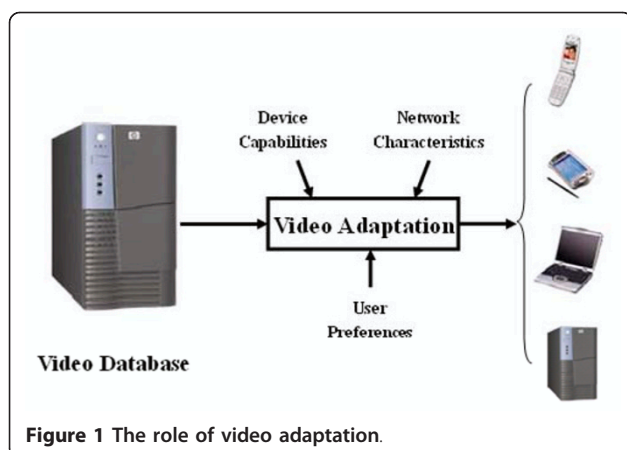 Device
Capabilities
Network
Characteristics
Video Adaptation
User
Preferences
Video Database
Figure 1 The role of video adaptation.